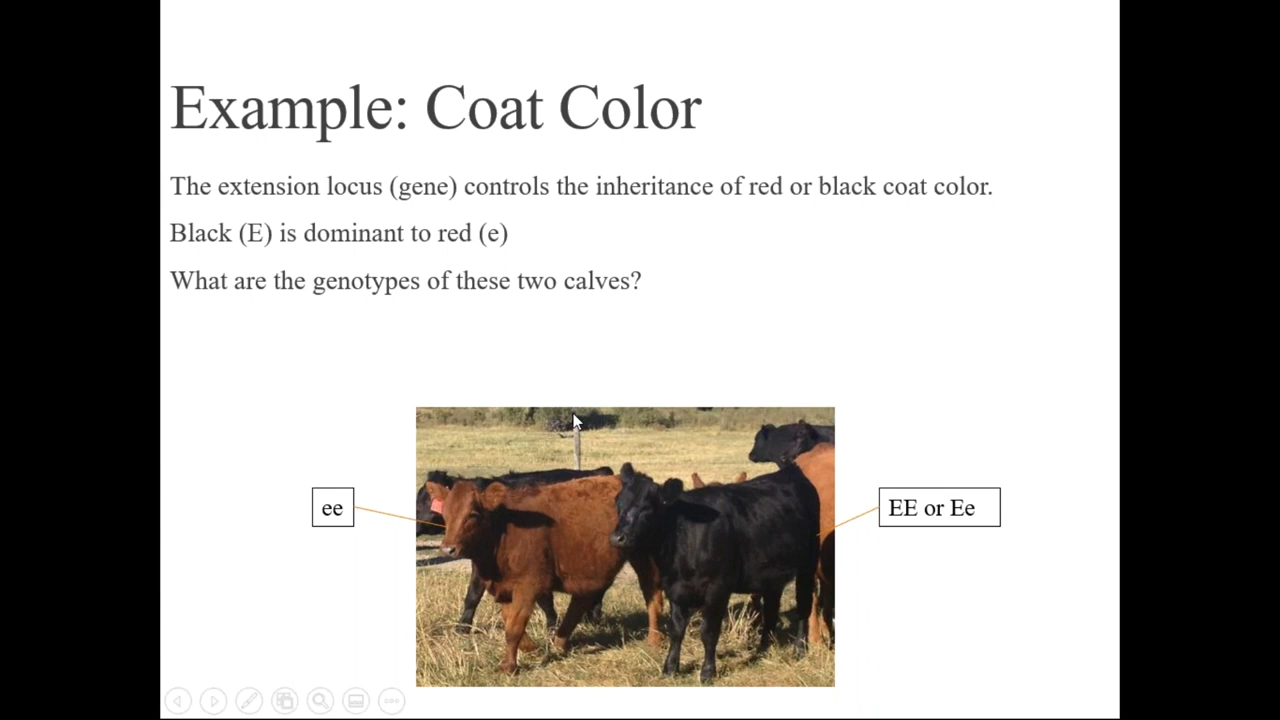 Example: Coat Color
The extension locus (gene) controls the inheritance of red or black coat color.
Black (E) is dominant to red (e)
What are the genotypes of these two calves?
ee
EE or Ee